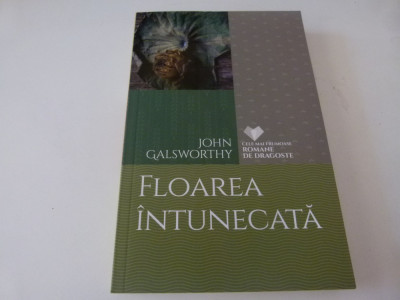 JOHN
GALSWORTHY
CELE MAI FRUMOASE
ROMANE
DE DRAGOSTE
FLOAREA
ÎNTUNECATĂ